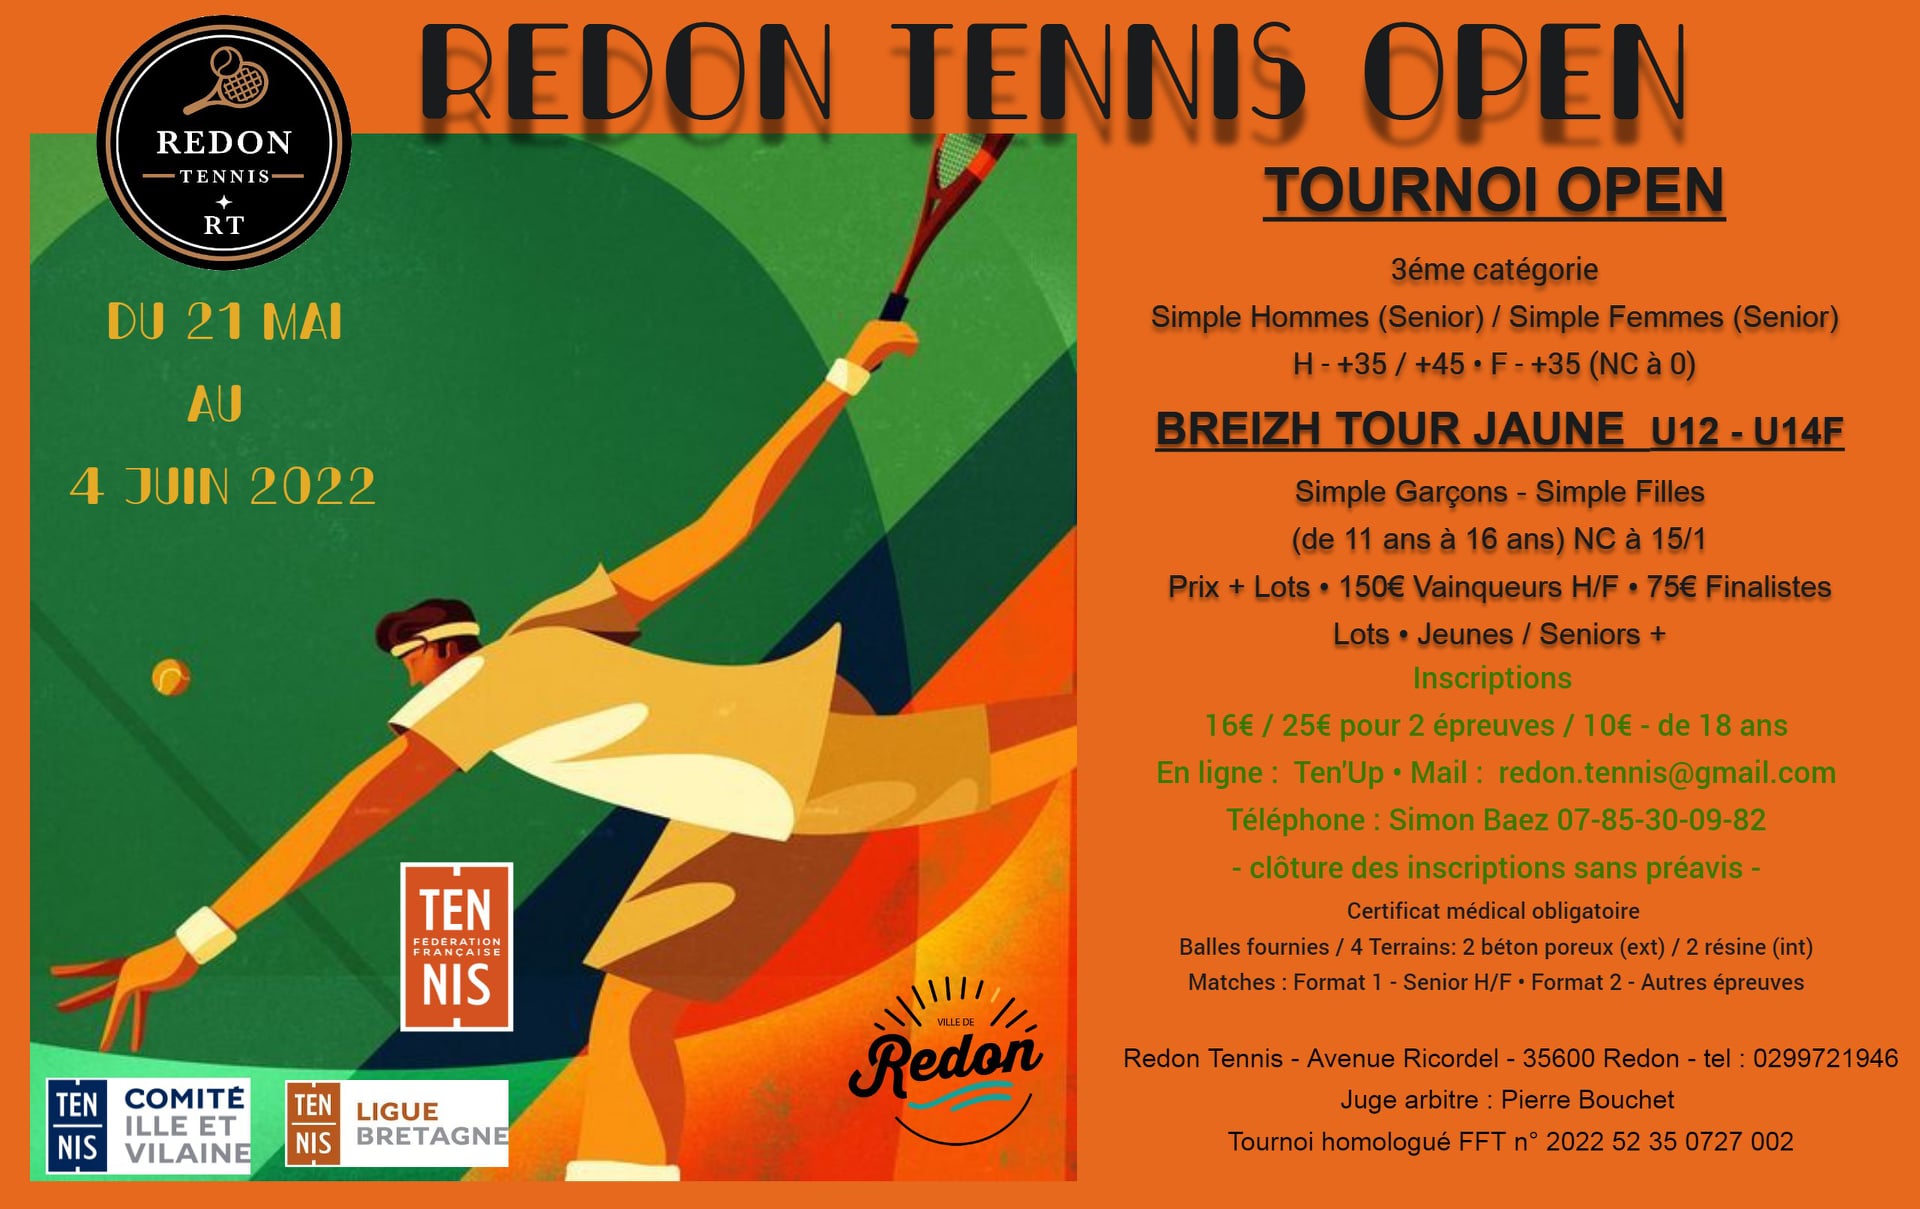 REDON TENNIS OPEN
REDON
TENNIS
RT
DU 21 MAI
AU
4 JUIN 2022
TOURNOI OPEN
3éme catégorie
Simple Hommes (Senior) / Simple Femmes (Senior)
H - +35 / +45 • F - +35 (NC à 0)
BREIZH TOUR JAUNE U12 - U14F
Simple Garçons - Simple Filles
(de 11 ans à 16 ans) NC à 15/1
Prix + Lots • 150€ Vainqueurs H/F • 75€ Finalistes
Lots • Jeunes / Seniors +
Inscriptions
16€ / 25€ pour 2 épreuves / 10€ - de 18 ans
En ligne : Ten'Up • Mail : redon.tennis@gmail.com
Téléphone : Simon Baez 07-85-30-09-82
- clôture des inscriptions sans préavis -
Certificat médical obligatoire
Balles fournies / 4 Terrains: 2 béton poreux (ext) / 2 résine (int)
Matches : Format 1 - Senior H/F • Format 2 - Autres épreuves
Redon Tennis - Avenue Ricordel - 35600 Redon - tel : 0299721946
Juge arbitre : Pierre Bouchet
Tournoi homologué FFT n° 2022 52 35 0727 002
TEN
FÉDÉRATION
FRANÇAISE
NIS
VILLE DE
Redon
TEN
NIS
COMITÉ
ILLE ET
VILAINE
TEN
NIS
LIGUE
BRETAGNE